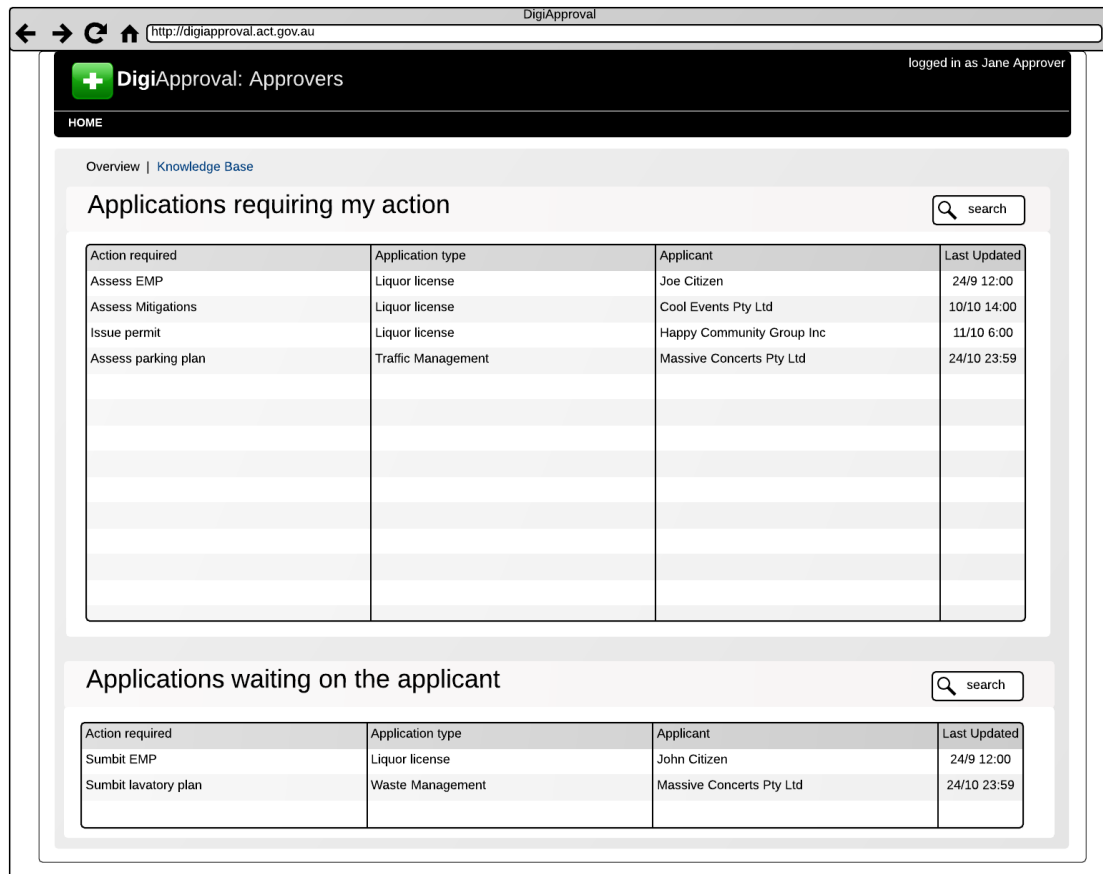 DigiApproval
http://digiapproval.act.gov.au
logged in as Jane Approver
DigiApproval: Approvers
HOME
Overview | Knowledge Base
Applications requiring my action
search
Action required Application type Applicant Last Updated
Assess EMP Liquor license Joe Citizen 24/9 12:00
Assess Mitigations Liquor license Cool Events Pty Ltd 10/10 14:00
Issue permit Liquor license Happy Community Group Inc 11/10 6:00
Assess parking plan Traffic Management Massive Concerts Pty Ltd 24/10 23:59
Applications waiting on the applicant
search
Action required Application type Applicant Last Updated
Sumbit EMP Liquor license John Citizen 24/9 12:00
Sumbit lavatory plan Waste Management Massive Concerts Pty Ltd 24/10 23:59